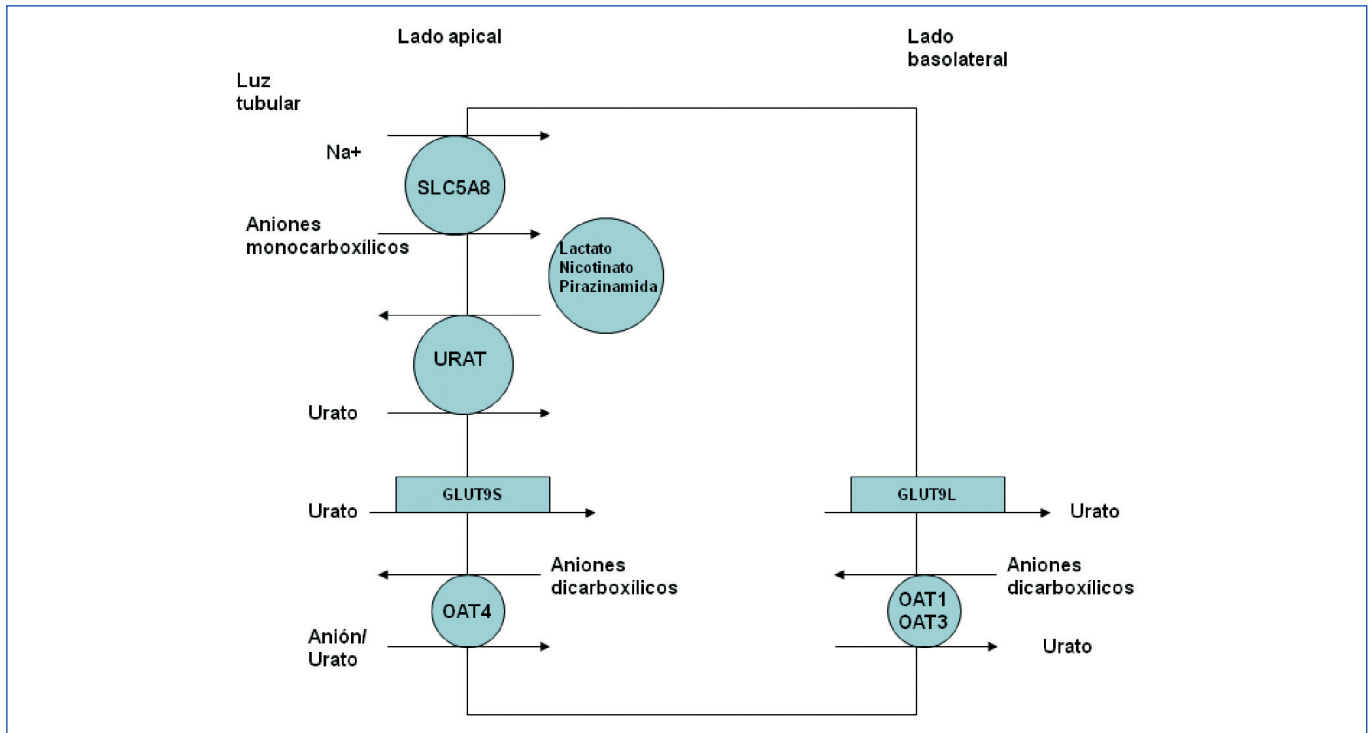 Lado apical
Lado
basolateral
Luz
tubular
Na+
SLC5A8
Aniones
monocarboxílicos
Lactato
Nicotinato
Pirazinamida
URAT
Urato
GLUT9S
Urato
GLUT9L
Urato
Aniones
dicarboxílicos
OAT4
Anión/
Urato
Aniones
dicarboxílicos
OAT1
OAT3
Urato